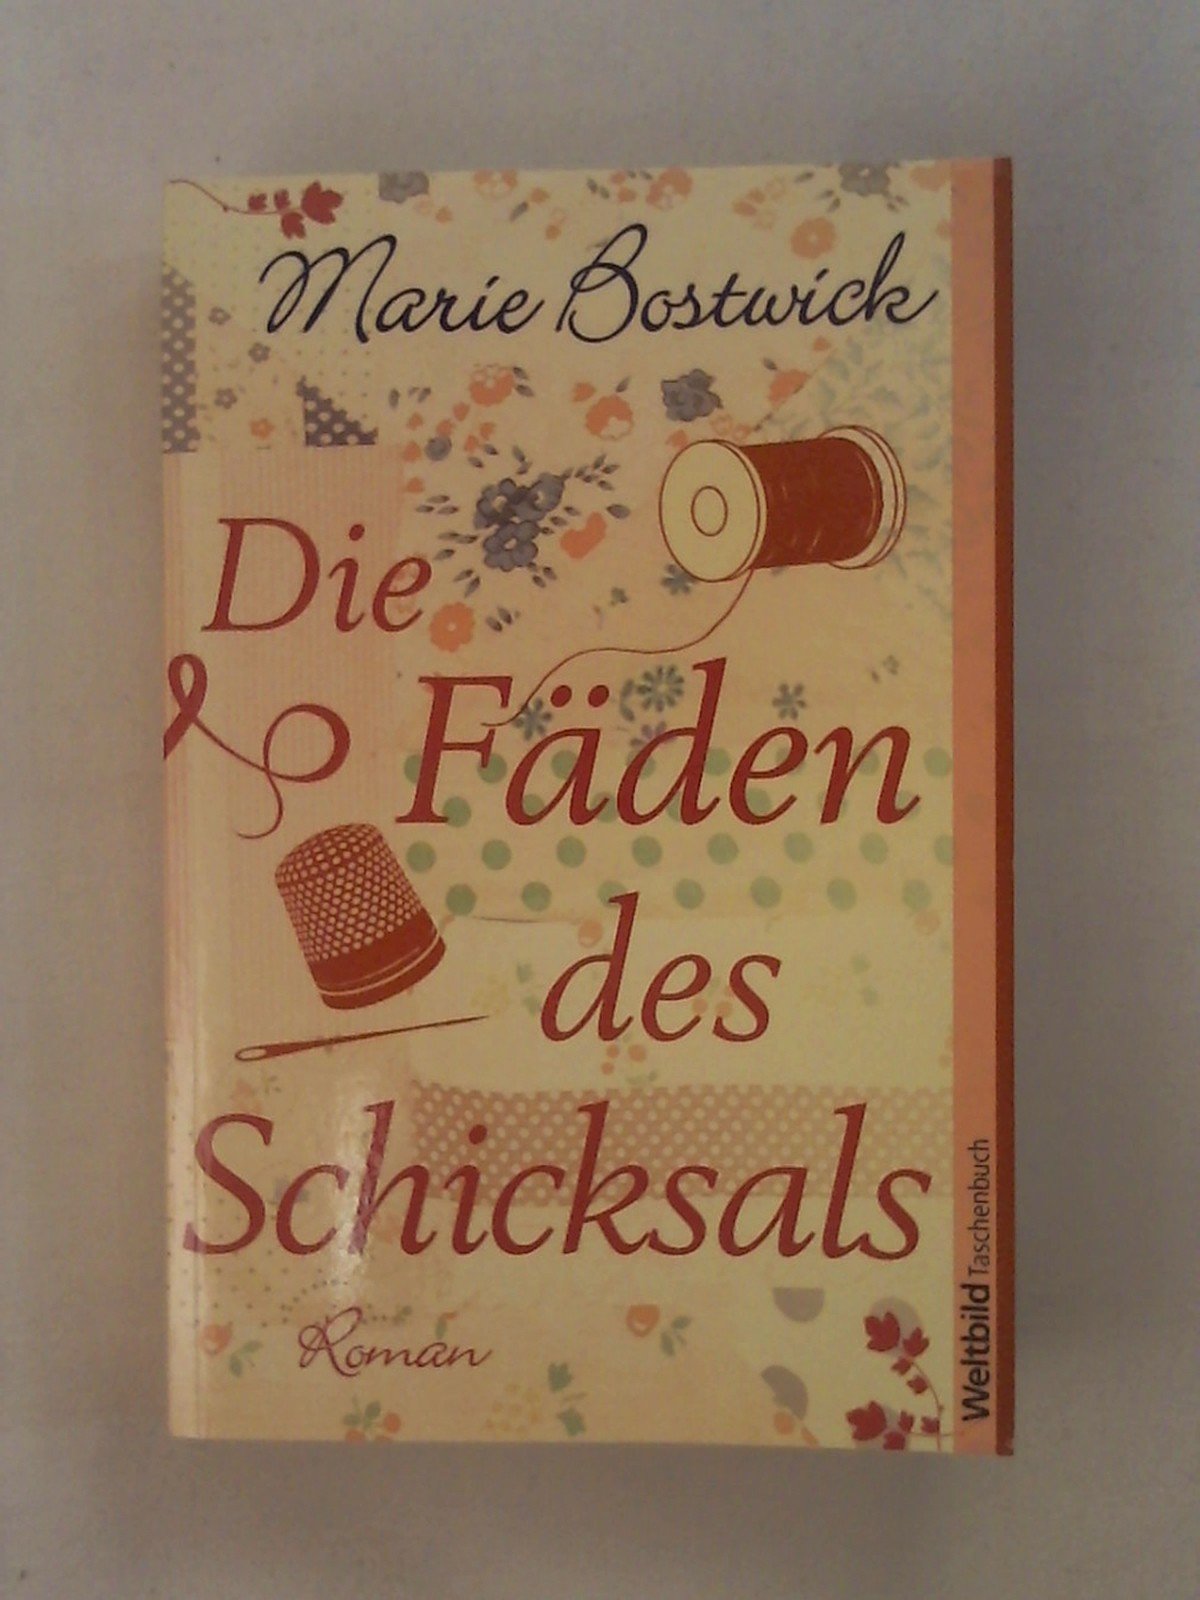 Marie Bostwick
Die
Fäden
des
Schicksals
Roman
Weltbild Taschenbuch